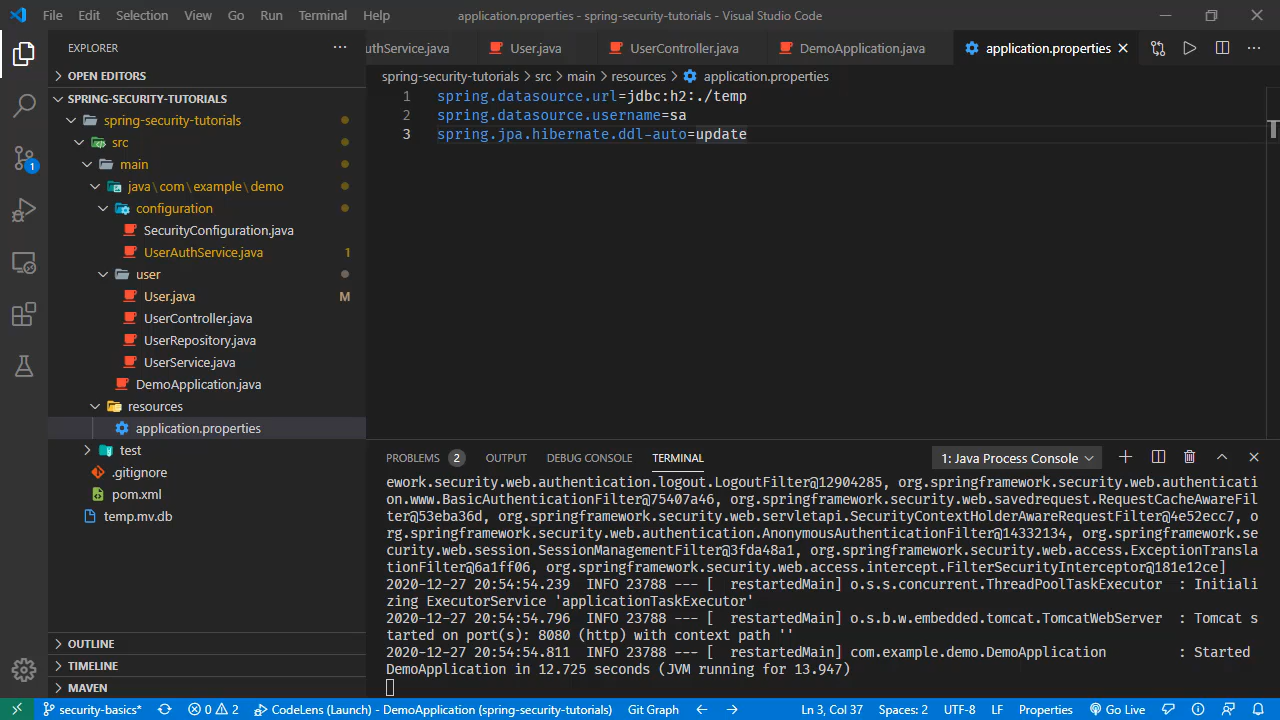 File Edit Selection View Go Run Terminal Help application.properties - spring-security-tutorials - Visual Studio Code
EXPLORER
OPEN EDITORS
SPRING-SECURITY-TUTORIALS
spring-security-tutorials
src
main
java\com\example\demo
configuration
SecurityConfiguration.java
UserAuthService.java 1
user
User.java M
UserController.java
UserRepository.java
UserService.java
DemoApplication.java
resources
application.properties
test
.gitignore
pom.xml
temp.mv.db
OUTLINE
TIMELINE
MAVEN
1
uthService.java User.java UserController.java DemoApplication.java application.properties
spring-security-tutorials > src > main > resources > application.properties
1 spring.datasource.url=jdbc:h2:./temp
2 spring.datasource.username=sa
3 spring.jpa.hibernate.ddl-auto=update
PROBLEMS 2 OUTPUT DEBUG CONSOLE TERMINAL 1: Java Process Console
ework.security.web.authentication.logout.LogoutFilter@12904285, org.springframework.security.web.authenticati
on.www.BasicAuthenticationFilter@75407a46, org.springframework.security.web.savedrequest.RequestCacheAwareFil
ter@53eba36d, org.springframework.security.web.servletapi.SecurityContextHolderAwareRequestFilter@4e52ecc7, o
rg.springframework.security.web.authentication.AnonymousAuthenticationFilter@14332134, org.springframework.se
curity.web.session.SessionManagementFilter@3fda48a1, org.springframework.security.web.access.ExceptionTransla
tionFilter@6a1ff06, org.springframework.security.web.access.intercept.FilterSecurityInterceptor@181e12ce]
2020-12-27 20:54:54.239 INFO 23788 --- [ restartedMain] o.s.s.concurrent.ThreadPoolTaskExecutor : Initiali
zing ExecutorService 'applicationTaskExecutor'
2020-12-27 20:54:54.796 INFO 23788 --- [ restartedMain] o.s.b.w.embedded.tomcat.TomcatWebServer : Tomcat s
tarted on port(s): 8080 (http) with context path ''
2020-12-27 20:54:54.811 INFO 23788 --- [ restartedMain] com.example.demo.DemoApplication : Started
DemoApplication in 12.725 seconds (JVM running for 13.947)
security-basics* 0 2 CodeLens (Launch) - DemoApplication (spring-security-tutorials) Git Graph Ln 3, Col 37 Spaces: 2 UTF-8 LF Properties Go Live